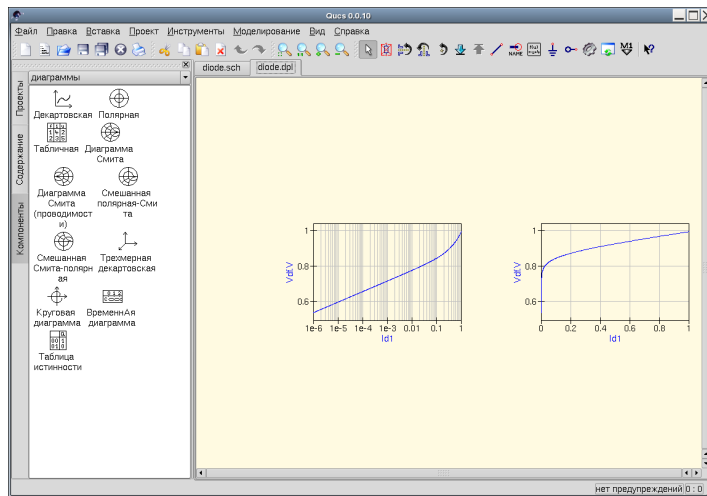 Qucs 0.0.10
Файл Правка Вставка Проект Инструменты Моделирование Вид Справка
диаграммы
diode.sch diode.dpl
Проекты
Содержание
Компоненты
Декартовская Полярная
Табличная Диаграмма
Смита
Диаграмма Смешанная
Смита полярная-Сми
(проводимост та
и)
Смешанная Трехмерная
Смита-полярн декартовская
ая
Круговая ВременнАя
диаграмма диаграмма
Таблица
истинности
Vdf.V
1
0.8
0.6
1e-6 1e-5 1e-4 1e-3 0.01 0.1 1
Id1
Vdf.V
1
0.8
0.6
0 0.2 0.4 0.6 0.8 1
Id1
нет предупреждений 0 : 0